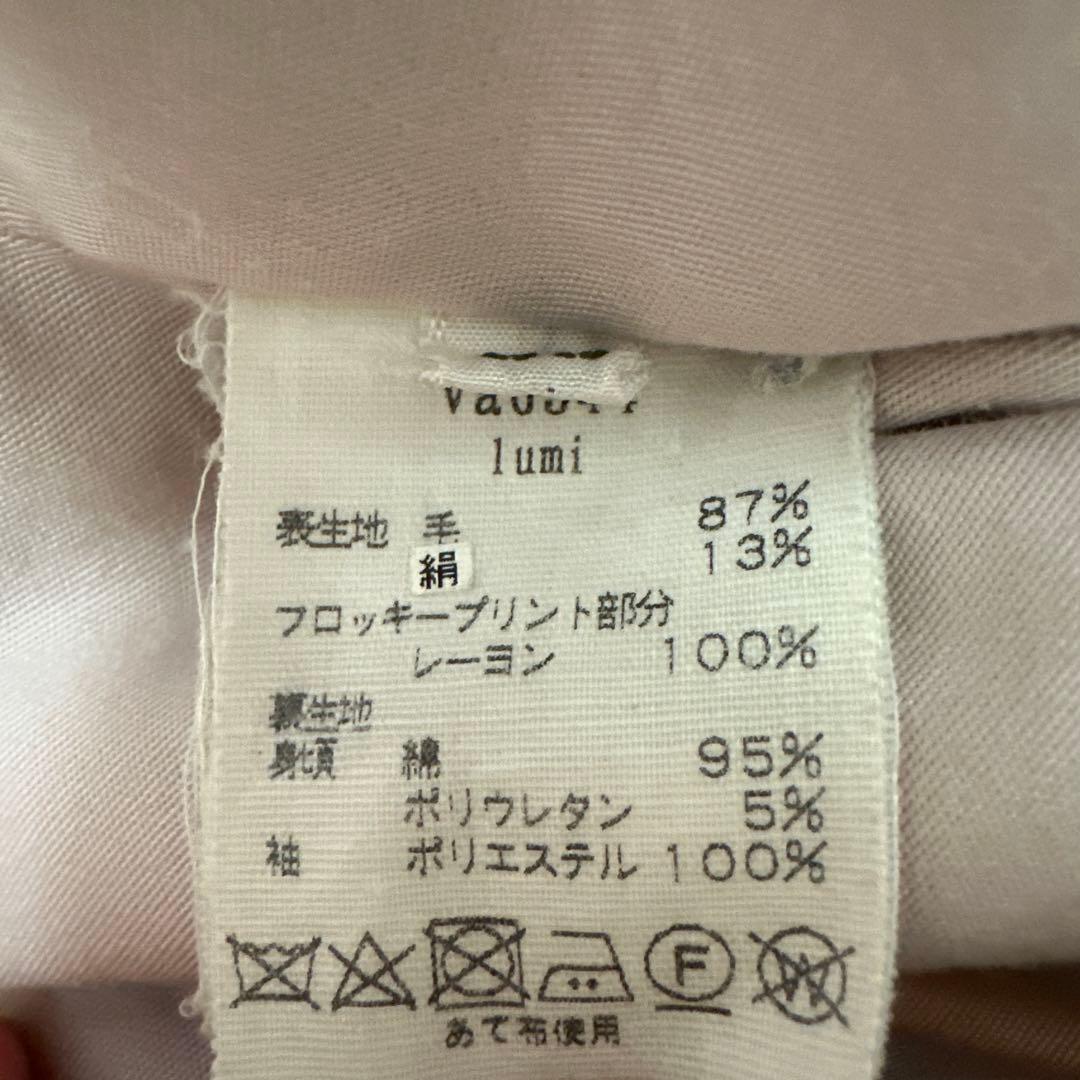 lumi
表生地 毛 87%
絹 13%
フロッキープリント部分
レーヨン 100%
裏生地
身頃 綿 95%
ポリウレタン 5%
袖 ポリエステル 100%
F W
あて布使用